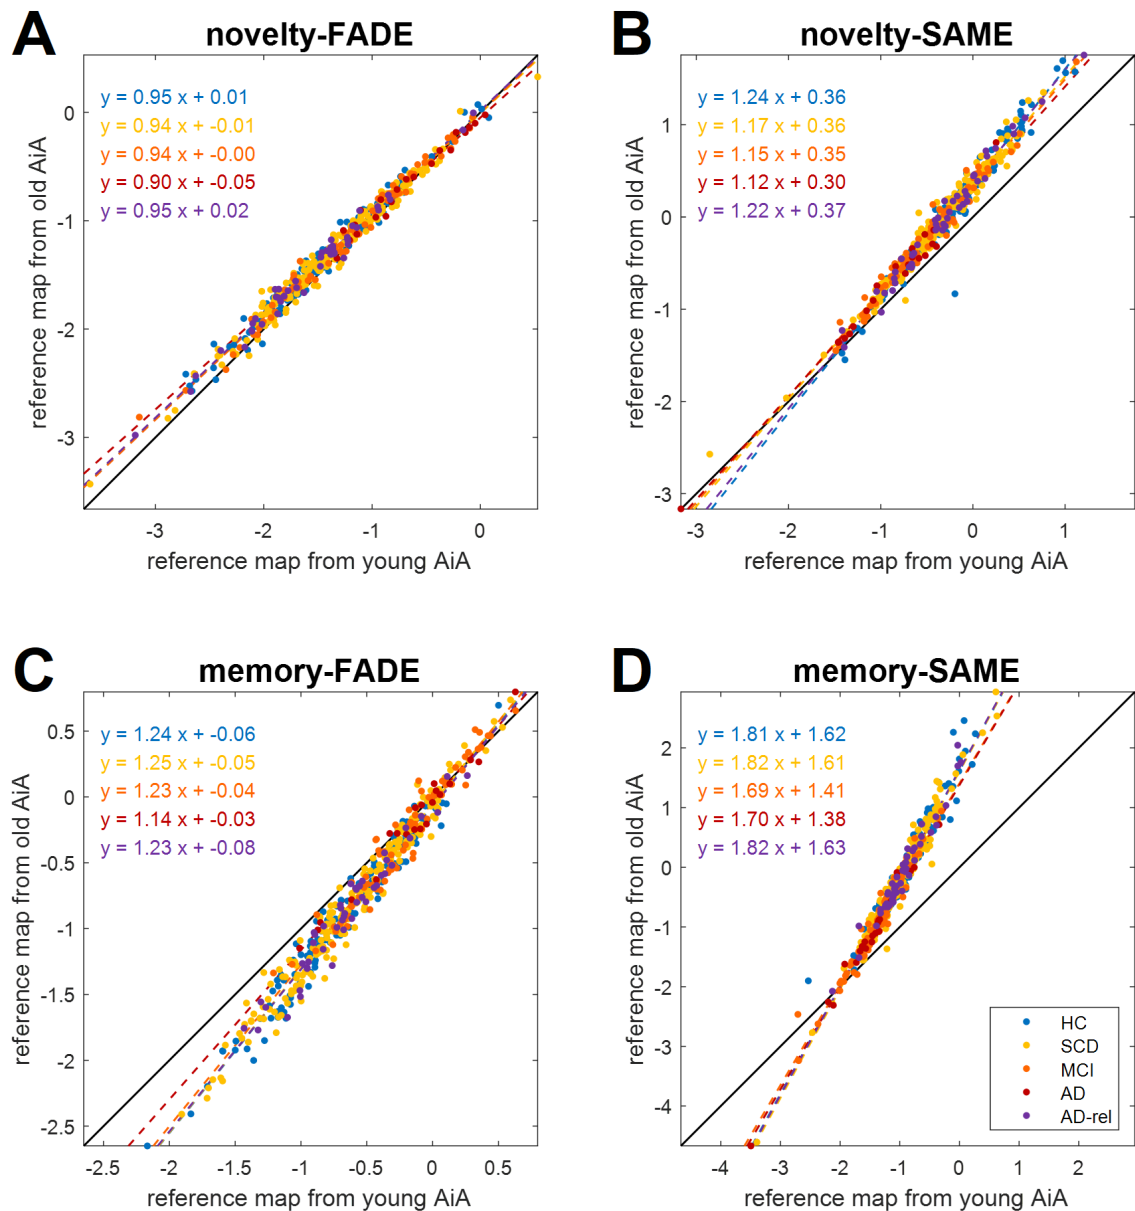 A
novelty-FADE
y = 0.95 x + 0.01
y = 0.94 x + -0.01
y = 0.94 x + -0.00
y = 0.90 x + -0.05
y = 0.95 x + 0.02
0
-1
-2
-3
reference map from old AiA
-3 -2 -1 0
reference map from young AiA
B
novelty-SAME
y = 1.24 x + 0.36
y = 1.17 x + 0.36
y = 1.15 x + 0.35
y = 1.12 x + 0.30
y = 1.22 x + 0.37
1
0
-1
-2
-3
reference map from old AiA
-3 -2 -1 0 1
reference map from young AiA
C
memory-FADE
y = 1.24 x + -0.06
y = 1.25 x + -0.05
y = 1.23 x + -0.04
y = 1.14 x + -0.03
y = 1.23 x + -0.08
0.5
0
-0.5
-1
-1.5
-2
-2.5
reference map from old AiA
-2.5 -2 -1.5 -1 -0.5 0 0.5
reference map from young AiA
D
memory-SAME
y = 1.81 x + 1.62
y = 1.82 x + 1.61
y = 1.69 x + 1.41
y = 1.70 x + 1.38
y = 1.82 x + 1.63
2
1
0
-1
-2
-3
-4
reference map from old AiA
HC
SCD
MCI
AD
AD-rel
-4 -3 -2 -1 0 1 2
reference map from young AiA